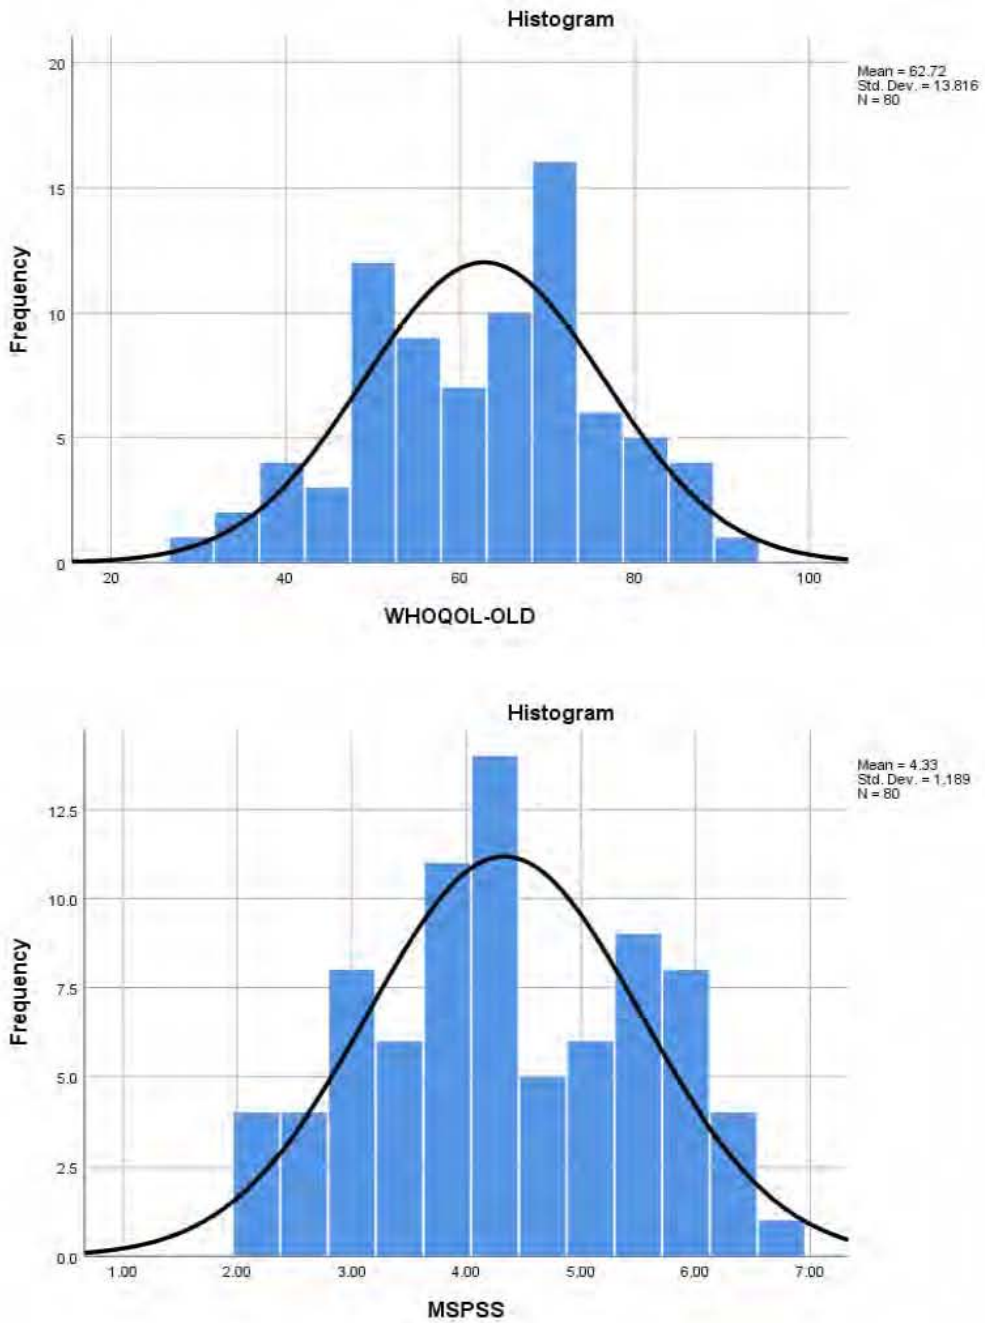 Histogram
Mean = 62.72
Std. Dev. = 13.816
N = 80
20
15
10
5
0
Frequency
20 40 60 80 100
WHOQOL-OLD
Histogram
Mean = 4.33
Std. Dev. = 1,189
N = 80
12.5
10.0
7.5
5.0
2.5
0.0
Frequency
1.00 2.00 3.00 4.00 5.00 6.00 7.00
MSPSS